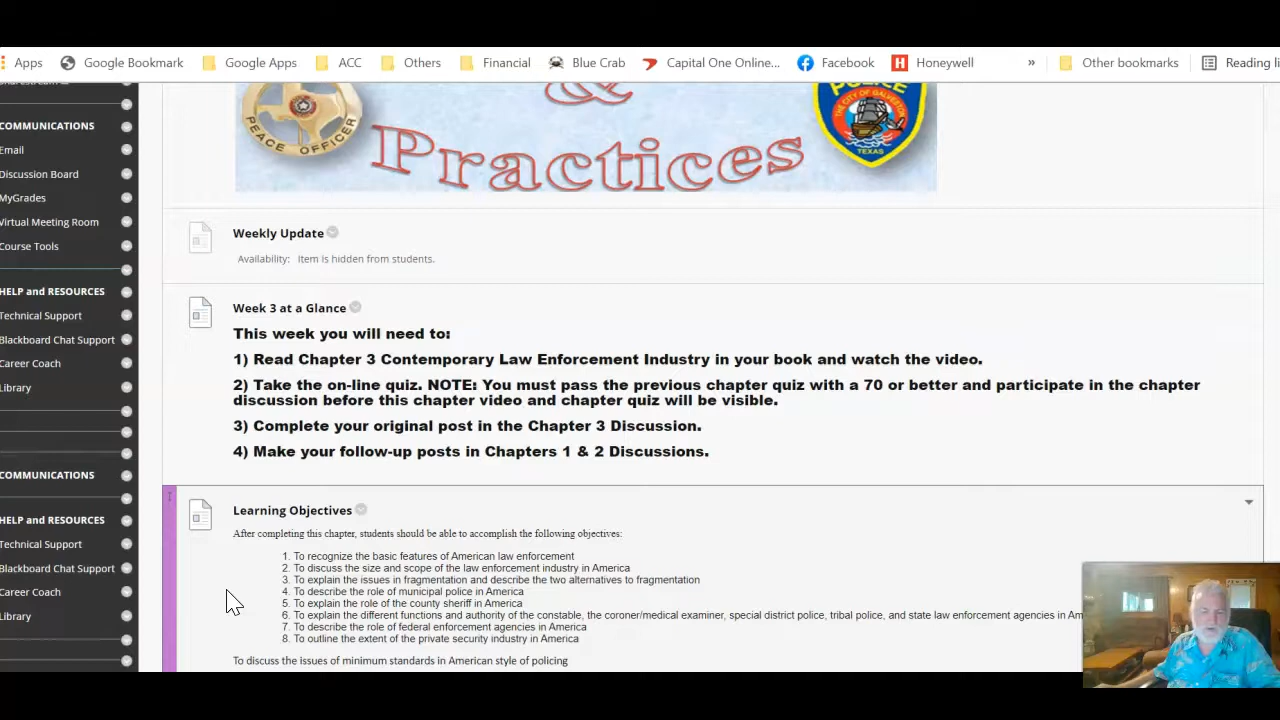 Apps
Google Bookmark
Google Apps
ACC
Others
Financial
Blue Crab
Capital One Online...
Facebook
Honeywell
»
Other bookmarks
Reading li
COMMUNICATIONS
Email
Discussion Board
MyGrades
Virtual Meeting Room
Course Tools
HELP and RESOURCES
Technical Support
Blackboard Chat Support
Career Coach
Library
COMMUNICATIONS
HELP and RESOURCES
Technical Support
Blackboard Chat Support
Career Coach
Library
&
Practices
PEACE OFFICER
THE CITY OF GALVESTON
TEXAS
Weekly Update
Availability: Item is hidden from students.
Week 3 at a Glance
This week you will need to:
1) Read Chapter 3 Contemporary Law Enforcement Industry in your book and watch the video.
2) Take the on-line quiz. NOTE: You must pass the previous chapter quiz with a 70 or better and participate in the chapter
discussion before this chapter video and chapter quiz will be visible.
3) Complete your original post in the Chapter 3 Discussion.
4) Make your follow-up posts in Chapters 1 & 2 Discussions.
Learning Objectives
After completing this chapter, students should be able to accomplish the following objectives:
1. To recognize the basic features of American law enforcement
2. To discuss the size and scope of the law enforcement industry in America
3. To explain the issues in fragmentation and describe the two alternatives to fragmentation
4. To describe the role of municipal police in America
5. To explain the role of the county sheriff in America
6. To explain the different functions and authority of the constable, the coroner/medical examiner, special district police, tribal police, and state law enforcement agencies in Am
7. To describe the role of federal enforcement agencies in America
8. To outline the extent of the private security industry in America
To discuss the issues of minimum standards in American style of policing